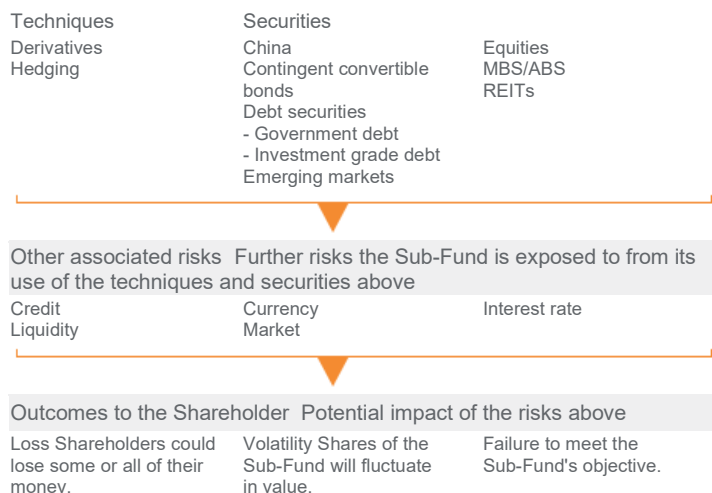 Techniques
Derivatives
Hedging
Securities
China
Contingent convertible
bonds
Debt securities
- Government debt
- Investment grade debt
Emerging markets
Equities
MBS/ABS
REITs
Other associated risks Further risks the Sub-Fund is exposed to from its
use of the techniques and securities above
Credit
Liquidity
Currency
Market
Interest rate
Outcomes to the Shareholder Potential impact of the risks above
Loss Shareholders could
lose some or all of their
money.
Volatility Shares of the
Sub-Fund will fluctuate
in value.
Failure to meet the
Sub-Fund's objective.